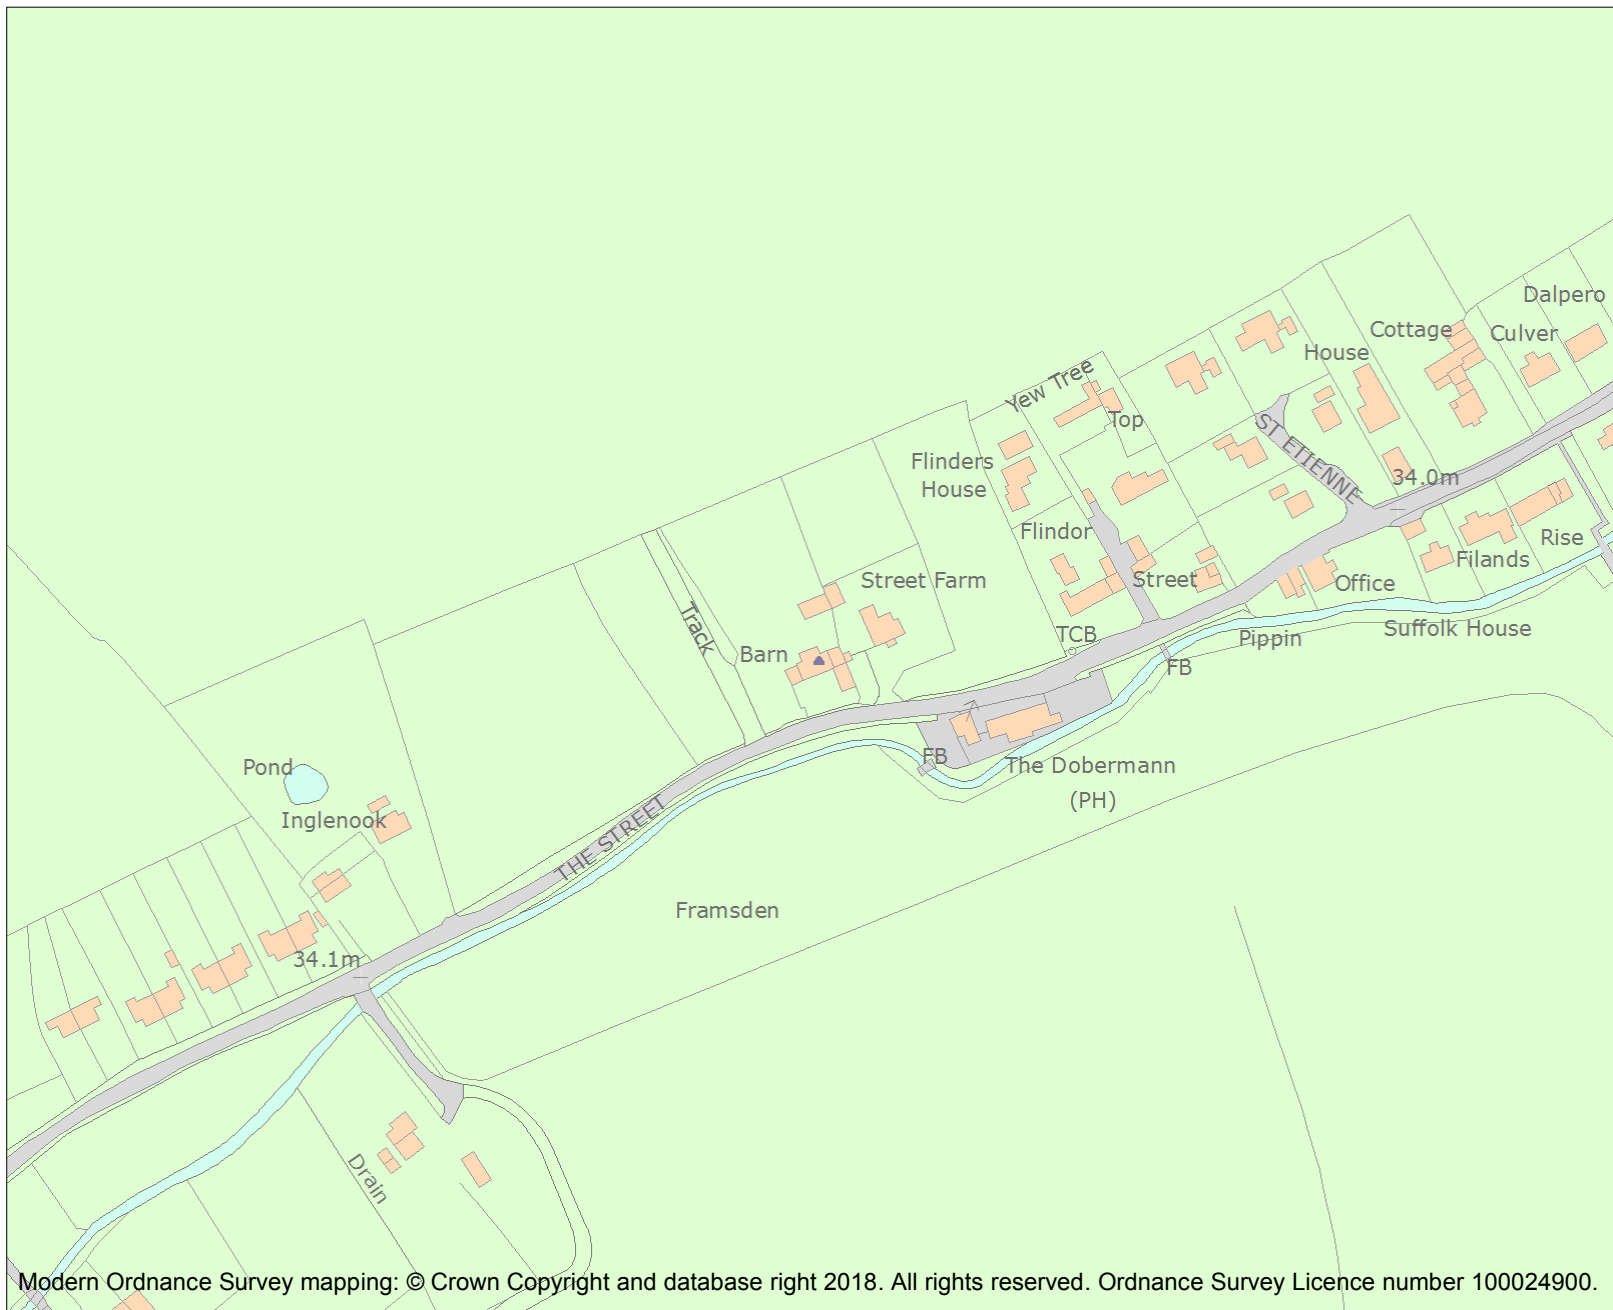 Dalpero
Cottage
Culver
House
Yew Tree
Top
ST ETIENNE
Flinders
House
34.0m
Flindor
Rise
Filands
Street Farm
Street
Office
Track
TCB
Pippin
Suffolk House
Barn
FB
FB
The Dobermann
(PH)
Pond
Inglenook
THE STREET
Framsden
34.1m
Drain
Modern Ordnance Survey mapping: © Crown Copyright and database right 2018. All rights reserved. Ordnance Survey Licence number 100024900.